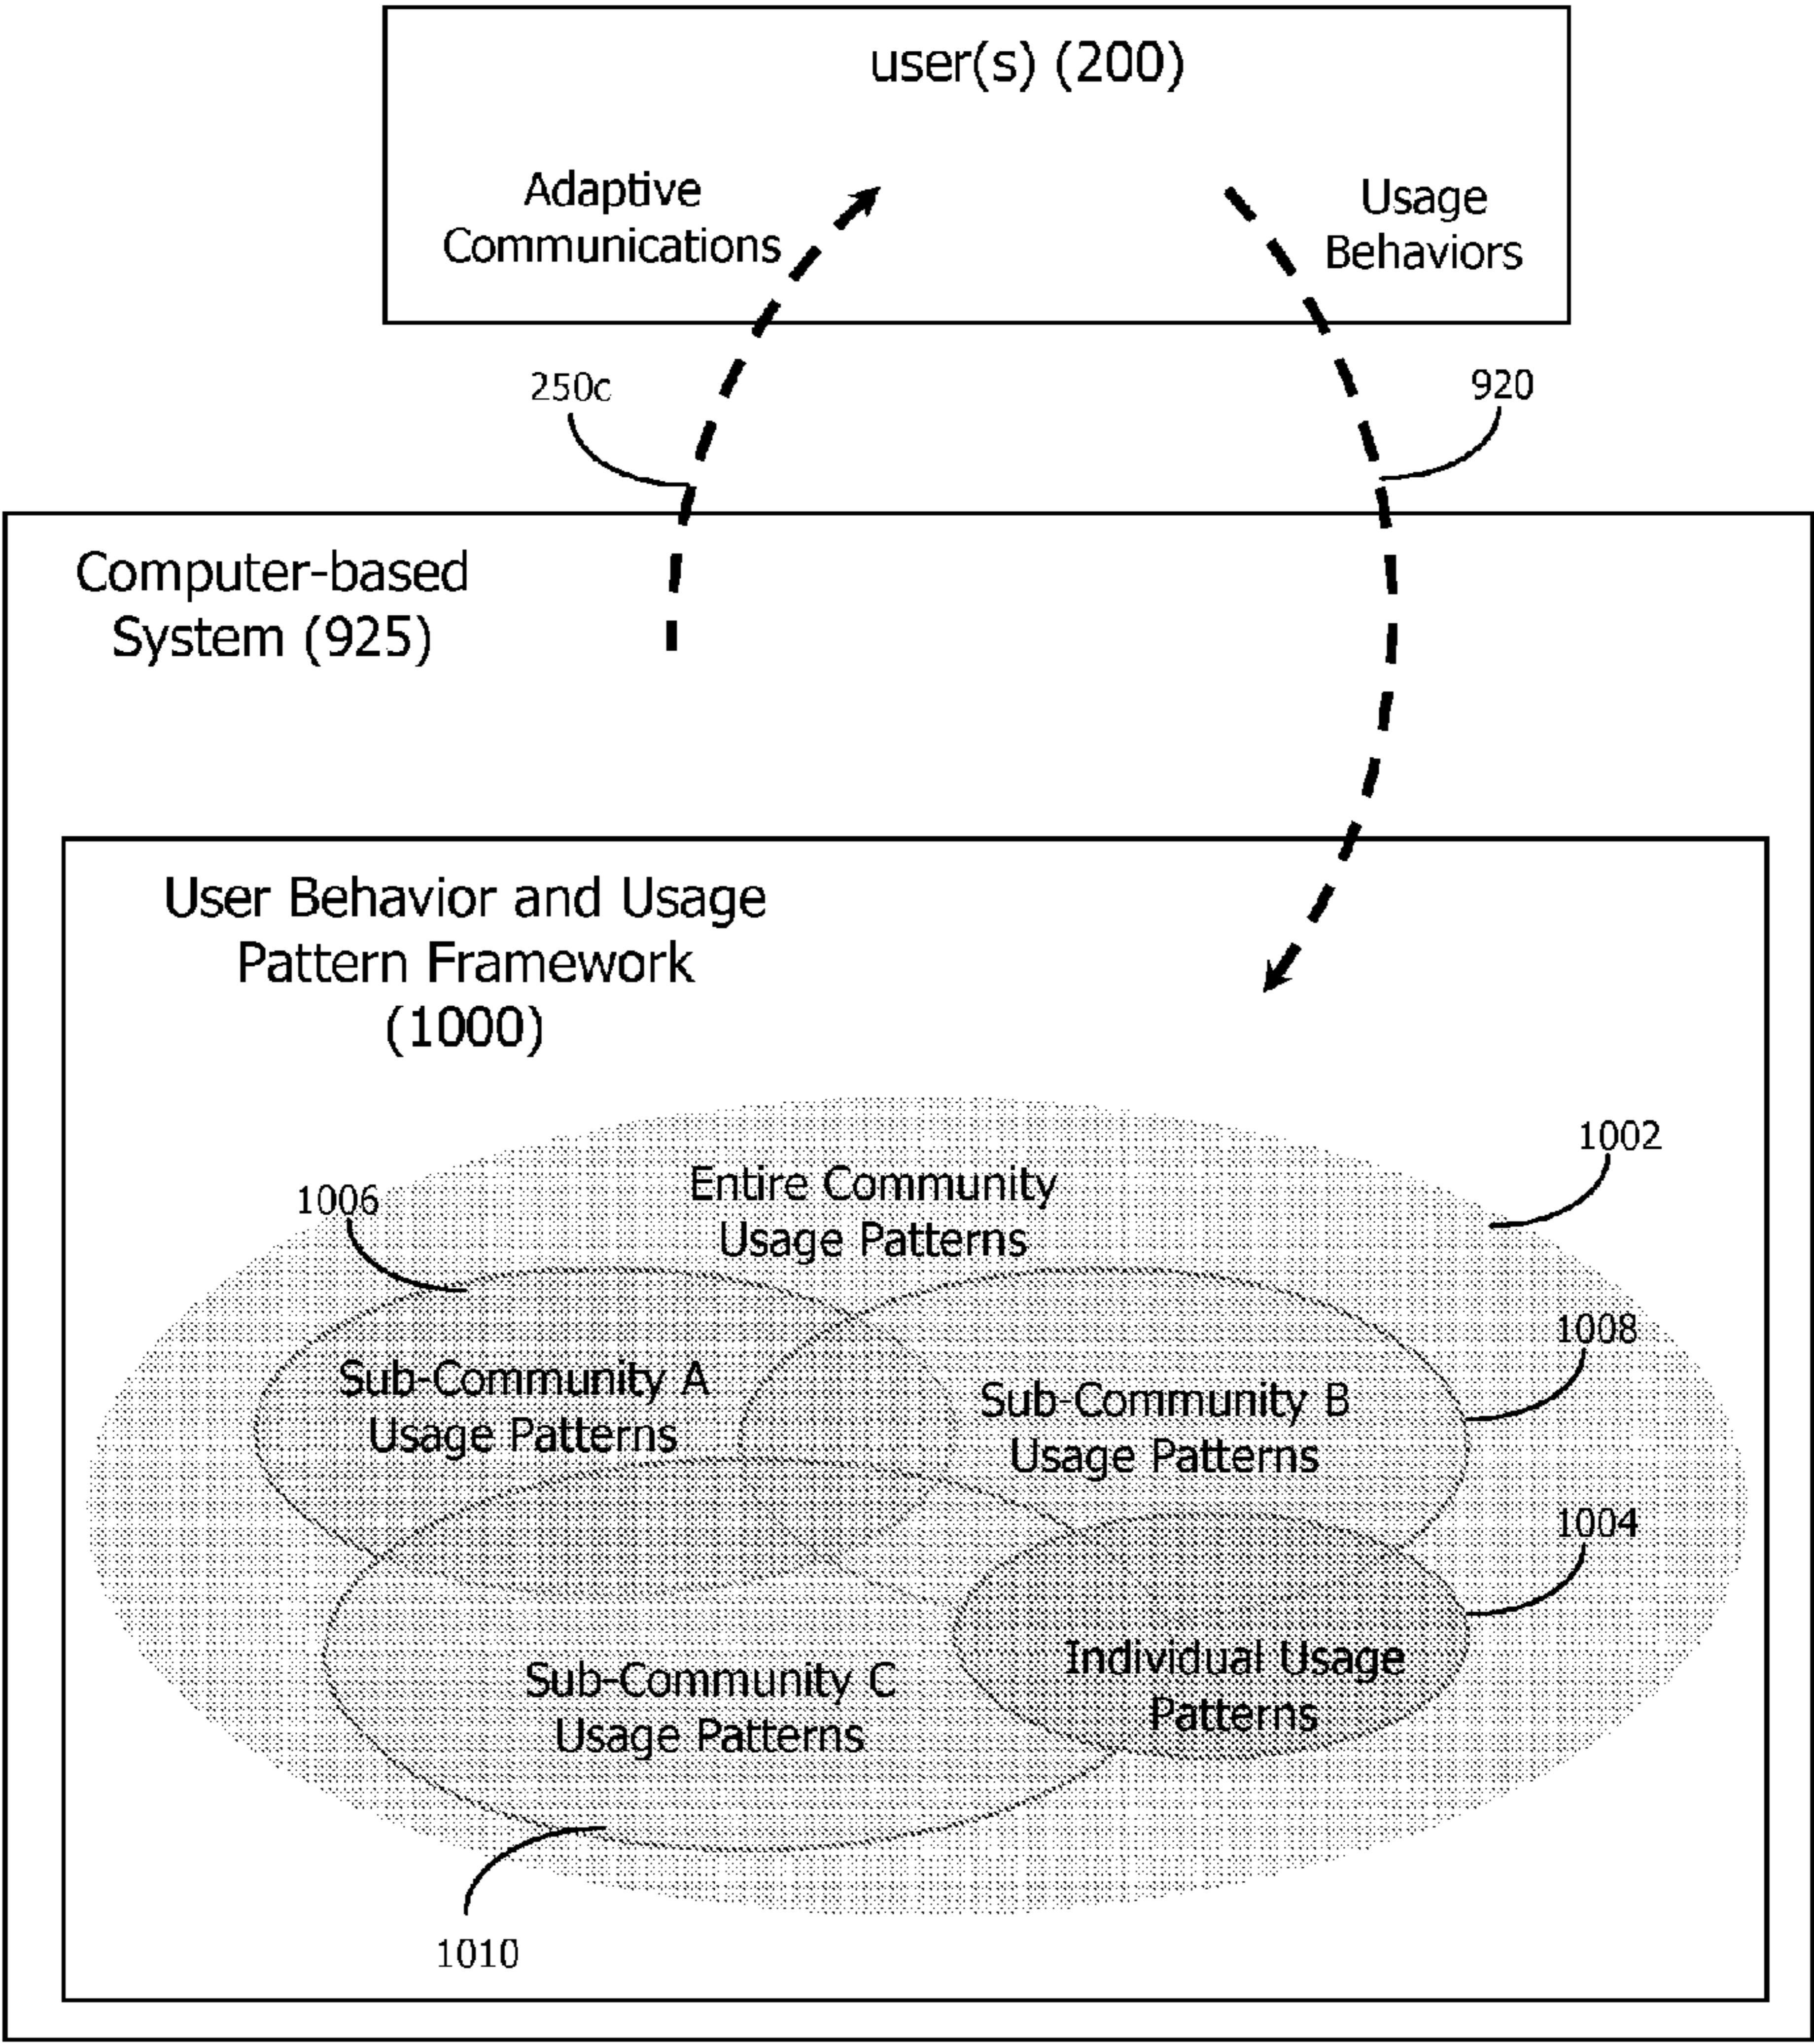 user(s) (200)
Adaptive
Communications
Usage
Behaviors
250c
920
Computer-based
System (925)
User Behavior and Usage
Pattern Framework
(1000)
1002
Entire Community
Usage Patterns
1006
1008
Sub-Community A
Usage Patterns
Sub-Community B
Usage Patterns
1004
Individual Usage
Patterns
Sub-Community C
Usage Patterns
1010